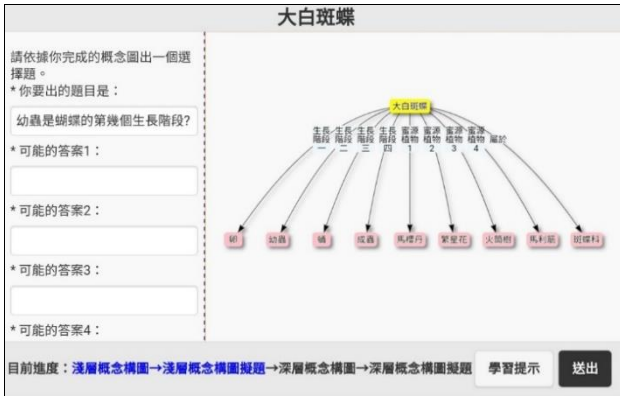 大白斑蝶
請依據你完成的概念圖出一個選
擇題。
* 你要出的題目是：
幼蟲是蝴蝶的第幾個生長階段?
* 可能的答案1：
* 可能的答案2：
* 可能的答案3：
* 可能的答案4：
大白斑蝶
生長階段一
生長階段二
生長階段三
生長階段四
蜜源植物1
蜜源植物2
蜜源植物3
蜜源植物4
屬於
卵
幼蟲
蛹
成蟲
馬櫻丹
繁星花
火筒樹
馬利筋
斑蝶科
目前進度：淺層概念構圖→淺層概念構圖擬題→深層概念構圖→深層概念構圖擬題
學習提示
送出